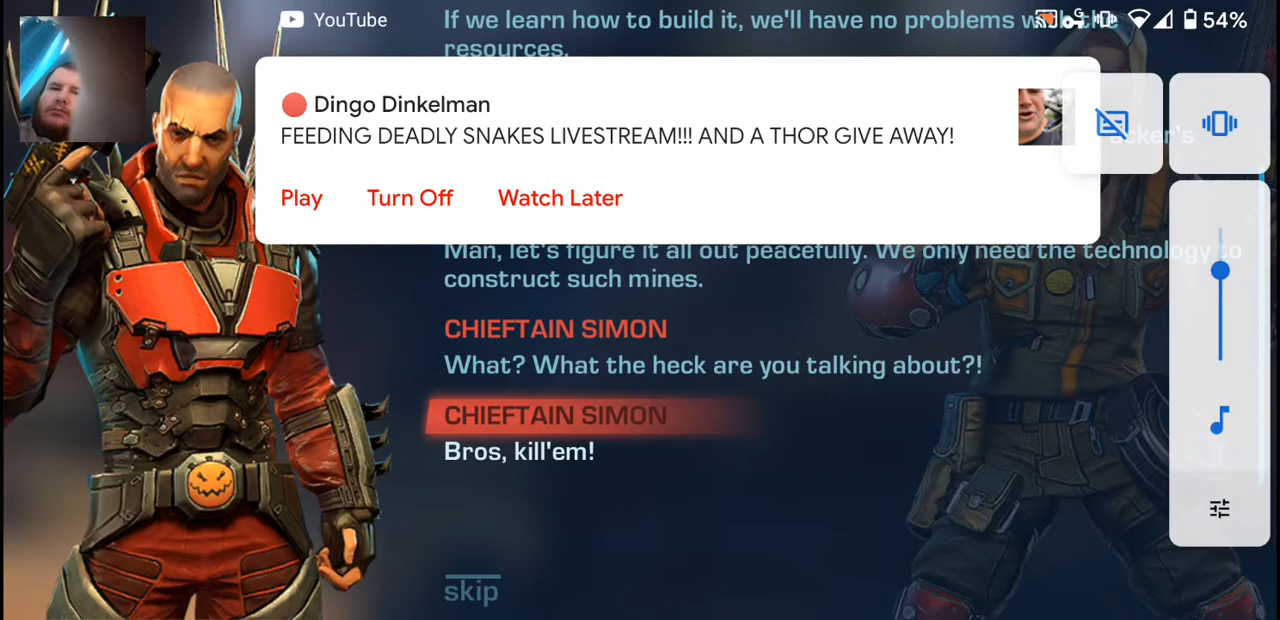 YouTube
54%
If we learn how to build it, we'll have no problems with the
resources.
Dingo Dinkelman
FEEDING DEADLY SNAKES LIVESTREAM!!! AND A THOR GIVE AWAY!
Play Turn Off Watch Later
Man, let's figure it all out peacefully. We only need the technology to
construct such mines.
CHIEFTAIN SIMON
What? What the heck are you talking about?!
CHIEFTAIN SIMON
Bros, kill'em!
skip